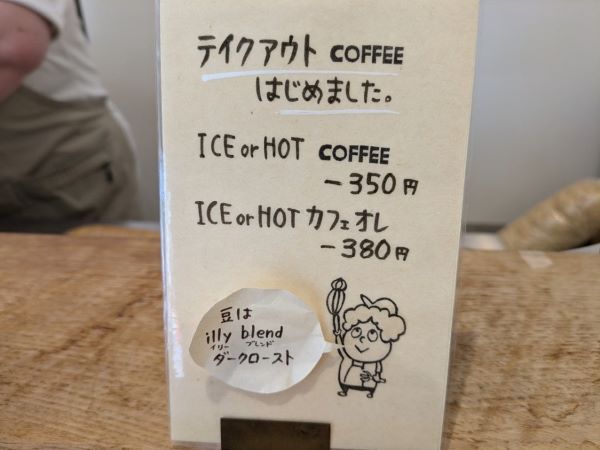 テイクアウト COFFEE
はじめました。
ICE or HOT COFFEE
-350円
ICE or HOT カフェオレ
-380円
豆は
illy blend
イリー ブレンド
ダークロースト